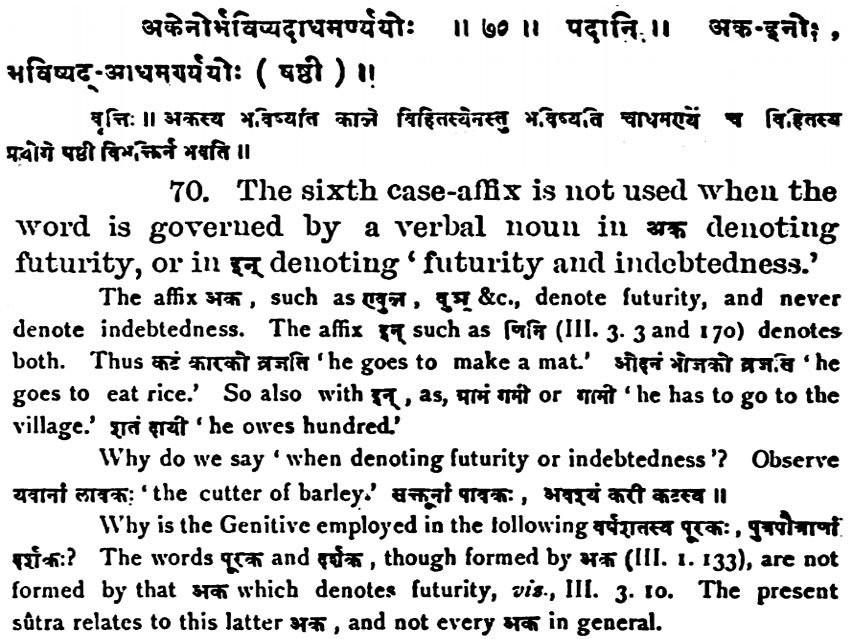 अकेनोर्भविष्यदाधमर्ण्ययोः ॥ ७० ॥ पदानि ॥ अक-इनोः ,
भविष्यद्-आधमर्ण्ययोः ( षष्ठी ) ॥
वृत्तिः ॥ अकस्य भविष्यति काले विहितस्येनस्तु भविष्यति चाधमर्ण्ये च विहितस्य
प्रयोगे षष्ठी विभक्तिर्न भवति ॥
70. The sixth case-affix is not used when the
word is governed by a verbal noun in अक denoting
futurity, or in इन् denoting ‘ futurity and indebtedness.’
The affix अक , such as ण्वुल् , वुञ् &c., denote futurity, and never
denote indebtedness. The affix इन् such as णिनि (III. 3. 3 and 170) denotes
both. Thus कटं कारको व्रजति ‘he goes to make a mat.’ ओदनं भोजको व्रजति ‘he
goes to eat rice.’ So also with इन् , as, ग्रामं गमी or गामी ‘he has to go to the
village.’ शतं दायी ‘he owes hundred.’
Why do we say ‘when denoting futurity or indebtedness’? Observe
यवानां लावकः ‘the cutter of barley.’ सक्तूनां पावकः , अवश्यं करी कटस्य ॥
Why is the Genitive employed in the following वर्षशतस्य पूरकः , पुत्रपौत्राणां
दर्शकः? The words पूरक and दर्शक , though formed by अक (III. 1. 133), are not
formed by that अक which denotes futurity, vis., III. 3. 10. The present
sûtra relates to this latter अक , and not every अक in general.